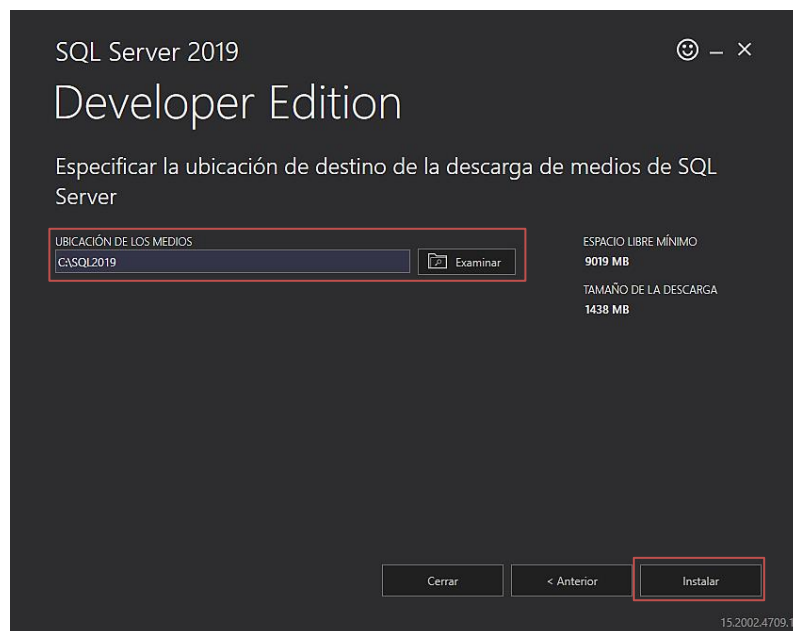 SQL Server 2019
Developer Edition
Especificar la ubicación de destino de la descarga de medios de SQL
Server
UBICACIÓN DE LOS MEDIOS
C:\SQL2019
Examinar
ESPACIO LIBRE MÍNIMO
9019 MB
TAMAÑO DE LA DESCARGA
1438 MB
Cerrar
< Anterior
Instalar
15.2002.4709.1